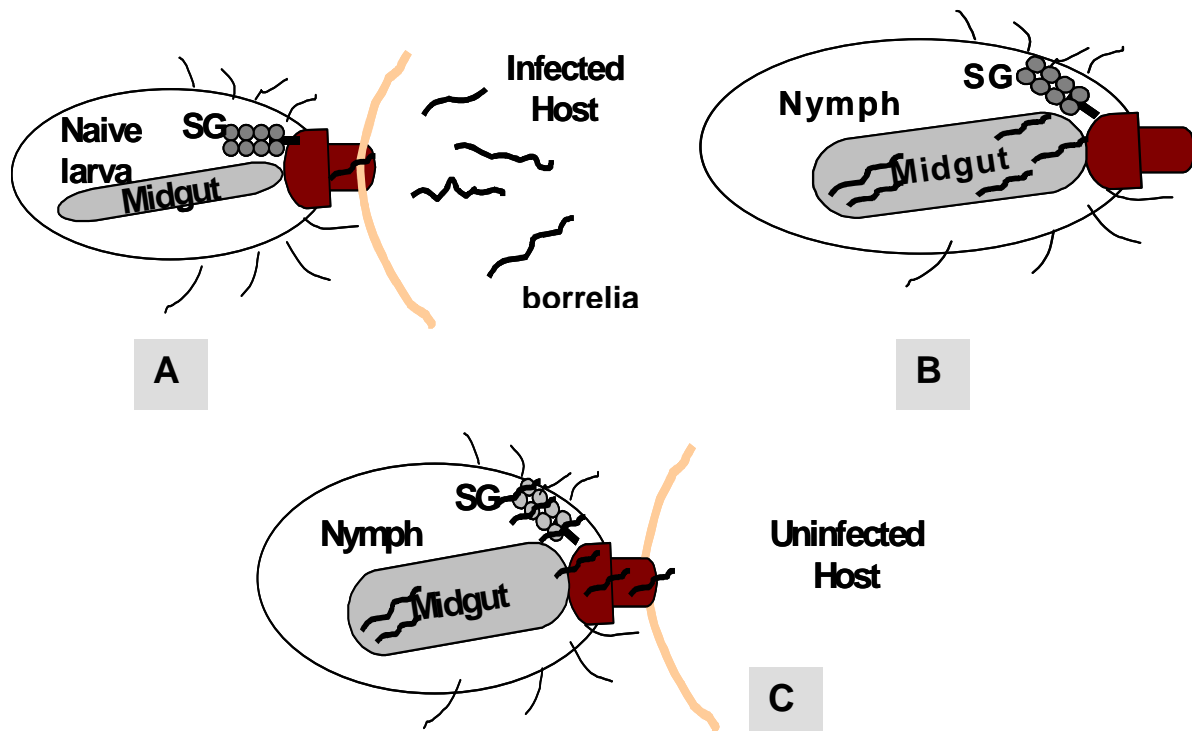 Infected
Host
Naive
larva
SG
Midgut
borrelia
A
SG
Nymph
Midgut
B
SG
Nymph
Midgut
Uninfected
Host
C